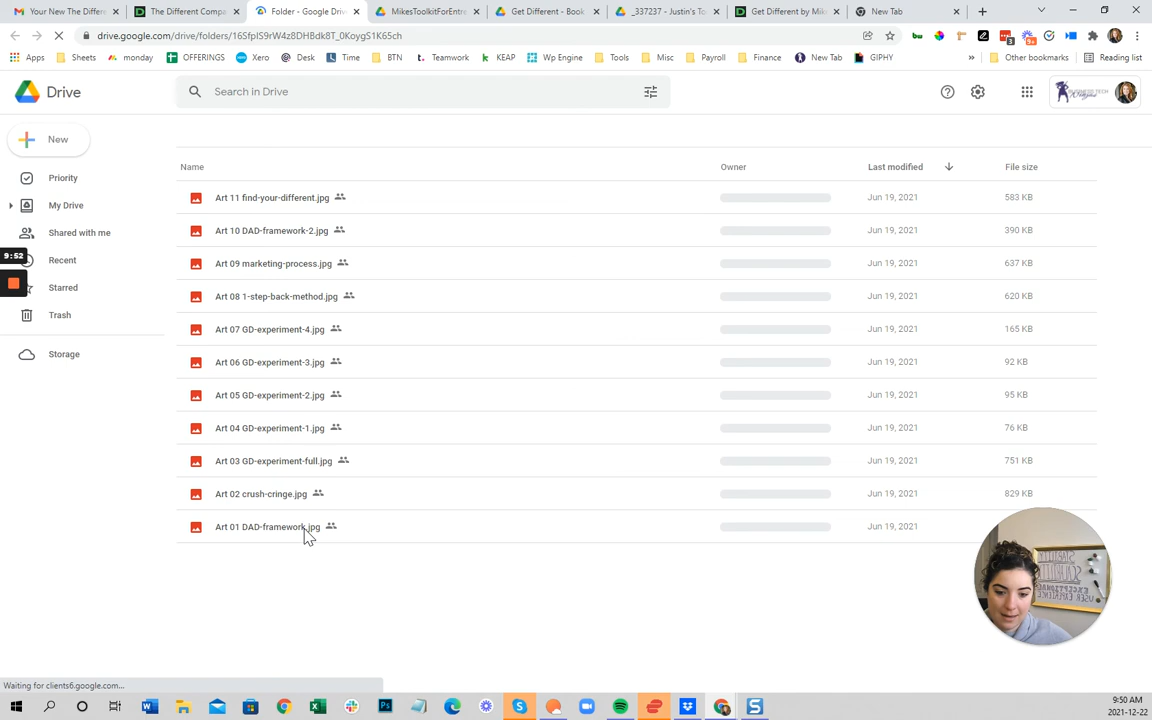 Your New The Differe
The Different Compa
Folder - Google Driv
MikesToolkitForEntre
Get Different - Book
_337237 - Justin's To
Get Different by Mik
New Tab
drive.google.com/drive/folders/16SfpIS9rW4z8DHBdk8T_0KoygS1K65ch
Apps
Sheets
monday
OFFERINGS
Xero
Desk
Time
BTN
Teamwork
KEAP
Wp Engine
Tools
Misc
Payroll
Finance
New Tab
GIPHY
Other bookmarks
Reading list
Drive
Search in Drive
New
Priority
My Drive
Shared with me
Recent
Starred
Trash
Storage
9:52
Name Owner Last modified File size
Art 11 find-your-different.jpg Jun 19, 2021 583 KB
Art 10 DAD-framework-2.jpg Jun 19, 2021 390 KB
Art 09 marketing-process.jpg Jun 19, 2021 637 KB
Art 08 1-step-back-method.jpg Jun 19, 2021 620 KB
Art 07 GD-experiment-4.jpg Jun 19, 2021 165 KB
Art 06 GD-experiment-3.jpg Jun 19, 2021 92 KB
Art 05 GD-experiment-2.jpg Jun 19, 2021 95 KB
Art 04 GD-experiment-1.jpg Jun 19, 2021 76 KB
Art 03 GD-experiment-full.jpg Jun 19, 2021 751 KB
Art 02 crush-cringe.jpg Jun 19, 2021 829 KB
Art 01 DAD-framework.jpg Jun 19, 2021
EXCEPTIONAL
USER EXPERIENCE
Waiting for clients6.google.com...
9:50 AM
2021-12-22